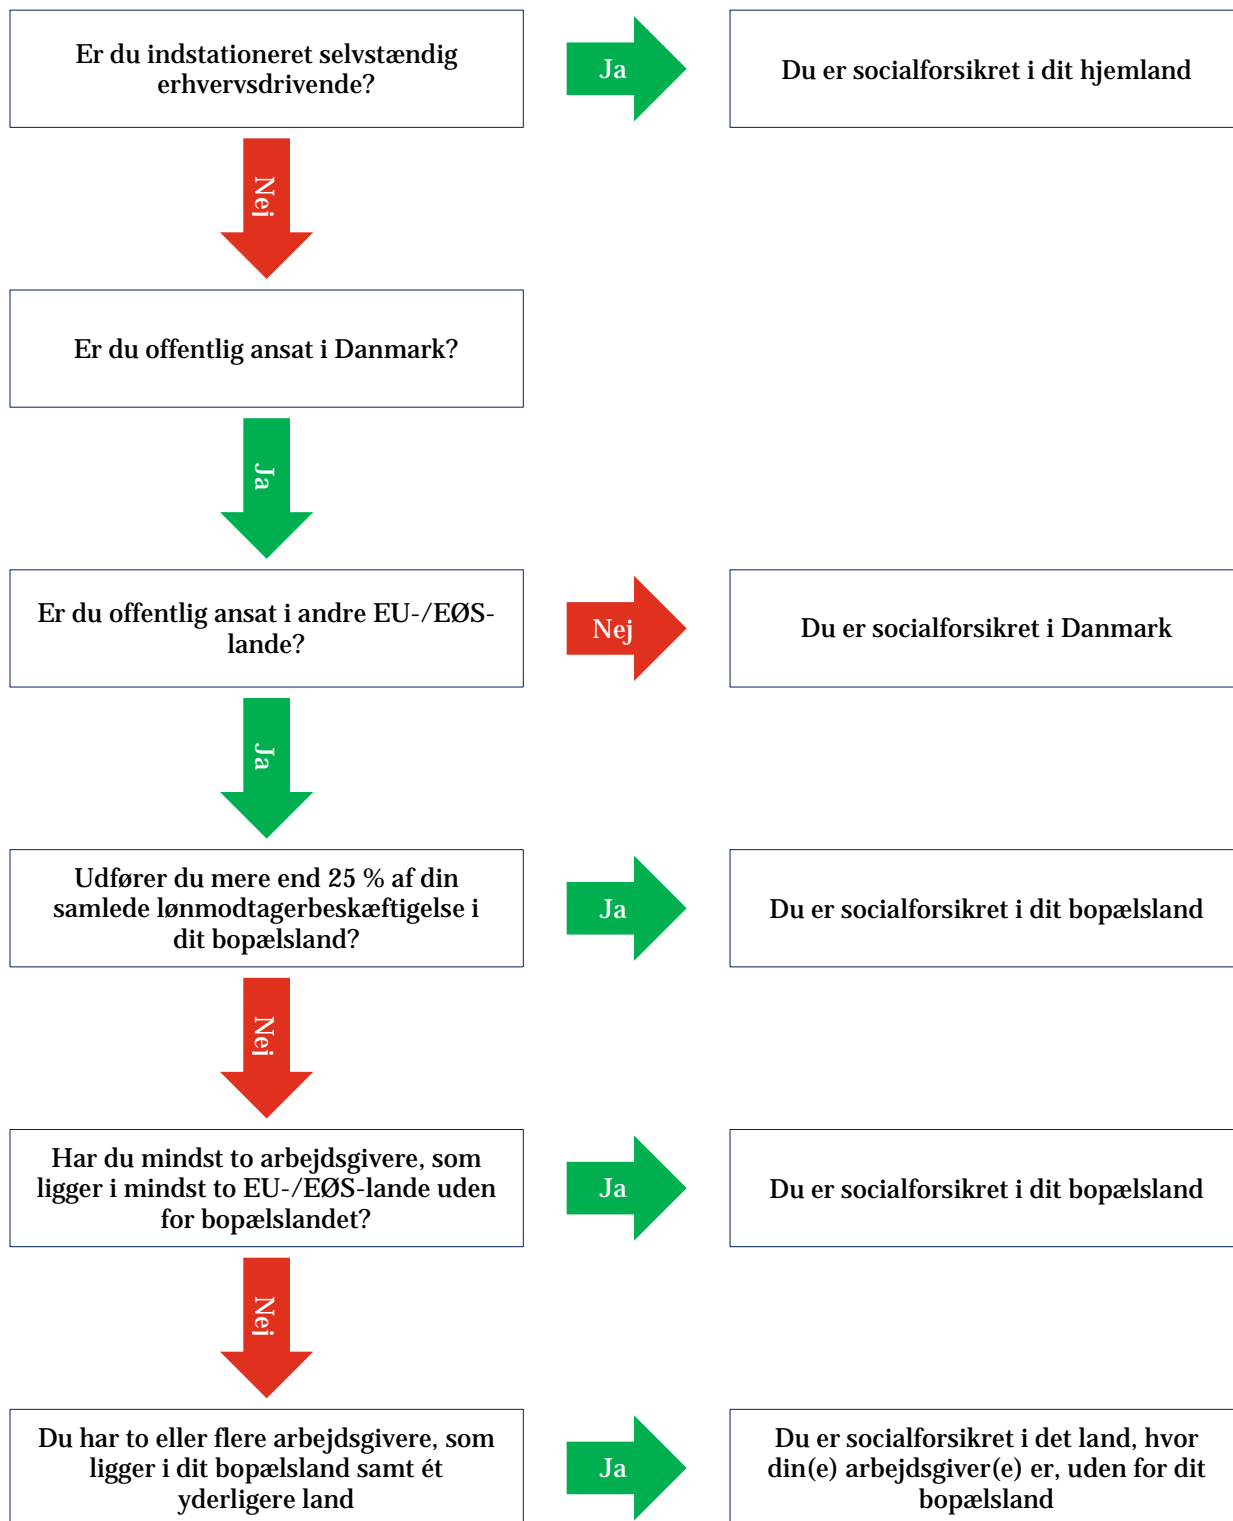 Er du indstationeret selvstændig
erhvervsdrivende?
Ja
Du er socialforsikret i dit hjemland
Nej
Er du offentlig ansat i Danmark?
Ja
Er du offentlig ansat i andre EU-/EØS-
lande?
Nej
Du er socialforsikret i Danmark
Ja
Udfører du mere end 25 % af din
samlede lønmodtagerbeskæftigelse i
dit bopælsland?
Ja
Du er socialforsikret i dit bopælsland
Nej
Har du mindst to arbejdsgivere, som
ligger i mindst to EU-/EØS-lande uden
for bopælslandet?
Ja
Du er socialforsikret i dit bopælsland
Nej
Du har to eller flere arbejdsgivere, som
ligger i dit bopælsland samt ét
yderligere land
Ja
Du er socialforsikret i det land, hvor
din(e) arbejdsgiver(e) er, uden for dit
bopælsland